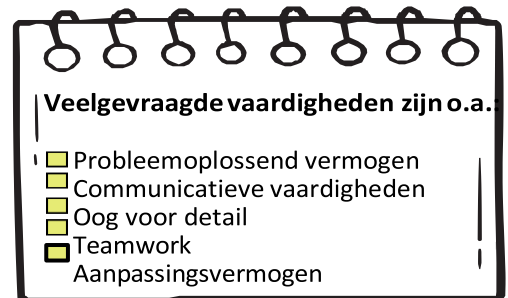 Veelgevraagde vaardigheden zijn o.a.:
Probleemoplossend vermogen
Communicatieve vaardigheden
Oog voor detail
Teamwork
Aanpassingsvermogen